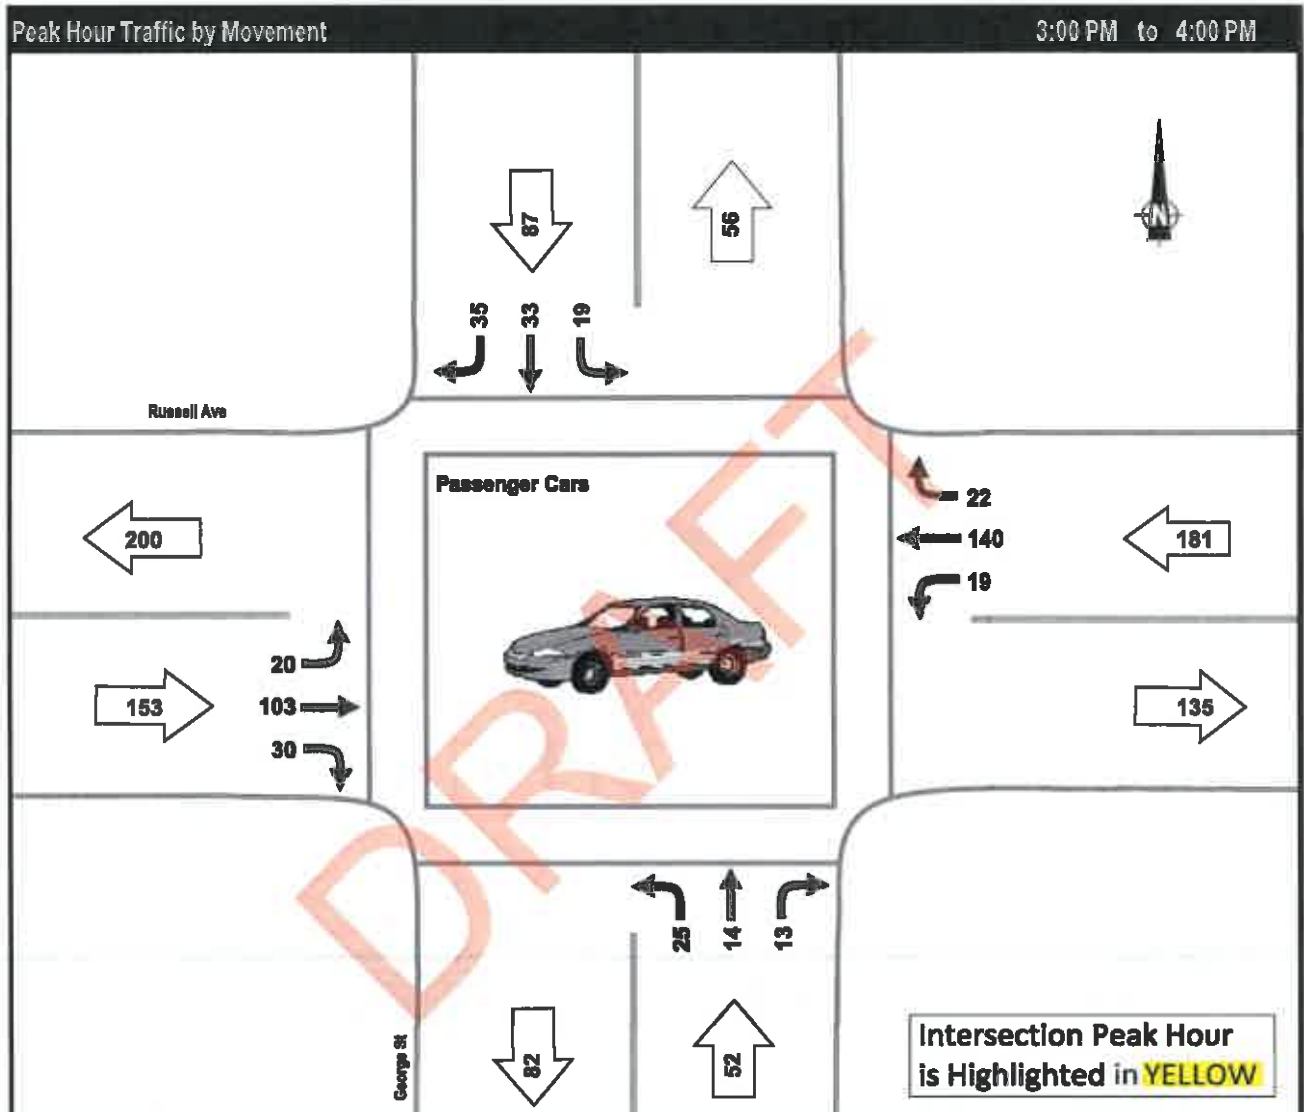 Peak Hour Traffic by Movement 3:00 PM to 4:00 PM
87
56
35 33 19
Russell Ave
N
Passenger Cars
22
200
140
181
19
20
153
103
135
30
25 14 13
DRAFT
George St
82
52
Intersection Peak Hour
is Highlighted in YELLOW